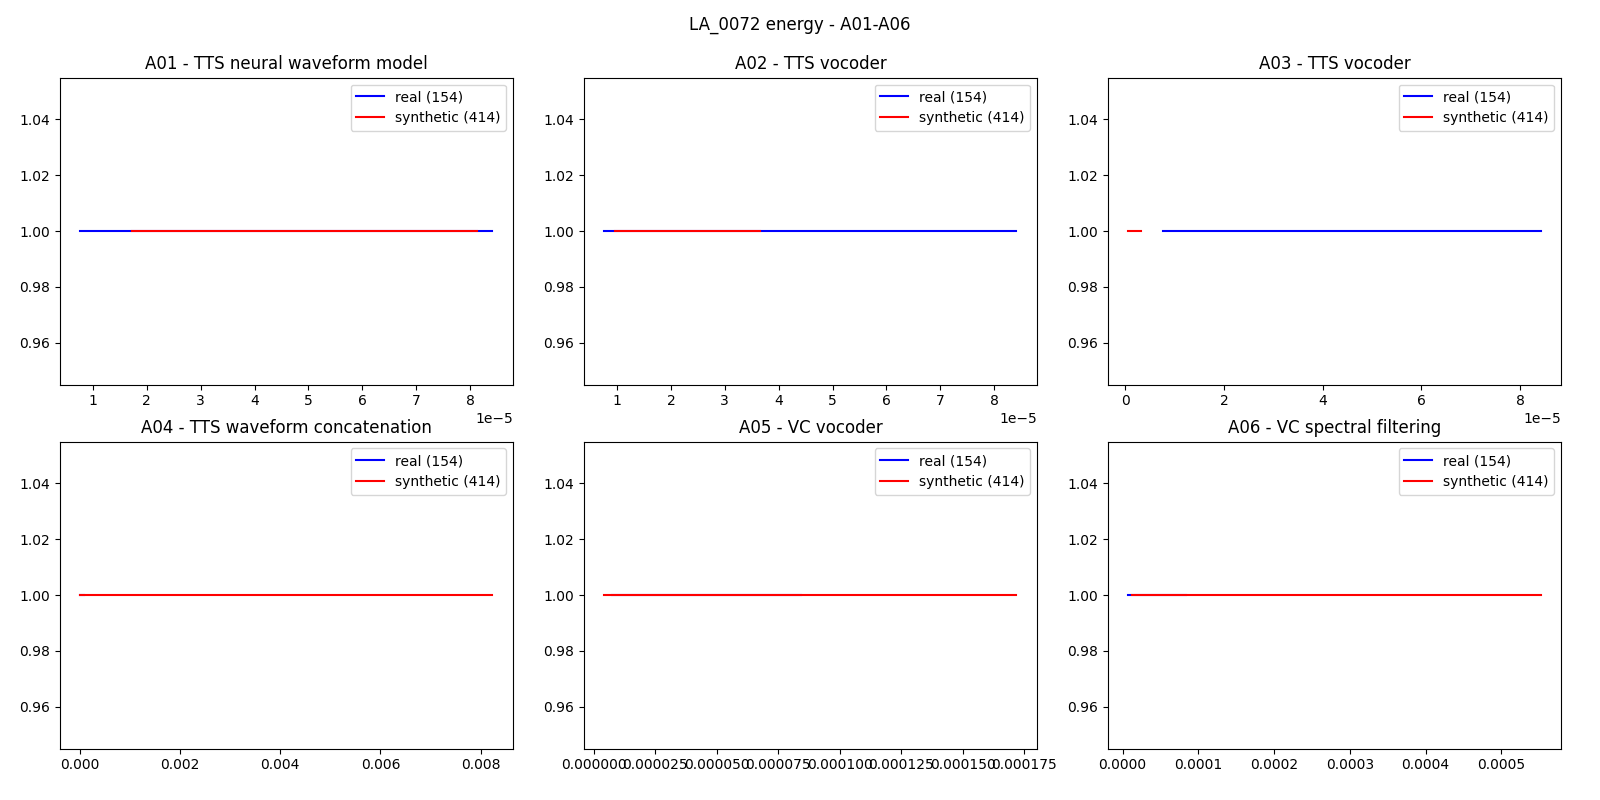 LA_0072 energy - A01-A06
A01 - TTS neural waveform model
real (154)
synthetic (414)
1.04
1.02
1.00
0.98
0.96
1 2 3 4 5 6 7 8
1e−5
A02 - TTS vocoder
real (154)
synthetic (414)
1.04
1.02
1.00
0.98
0.96
1 2 3 4 5 6 7 8
1e−5
A03 - TTS vocoder
real (154)
synthetic (414)
1.04
1.02
1.00
0.98
0.96
0 2 4 6 8
1e−5
A04 - TTS waveform concatenation
real (154)
synthetic (414)
1.04
1.02
1.00
0.98
0.96
0.000 0.002 0.004 0.006 0.008
A05 - VC vocoder
real (154)
synthetic (414)
1.04
1.02
1.00
0.98
0.96
0.000000 0.000025 0.000050 0.000075 0.000100 0.000125 0.000150 0.000175
A06 - VC spectral filtering
real (154)
synthetic (414)
1.04
1.02
1.00
0.98
0.96
0.0000 0.0001 0.0002 0.0003 0.0004 0.0005